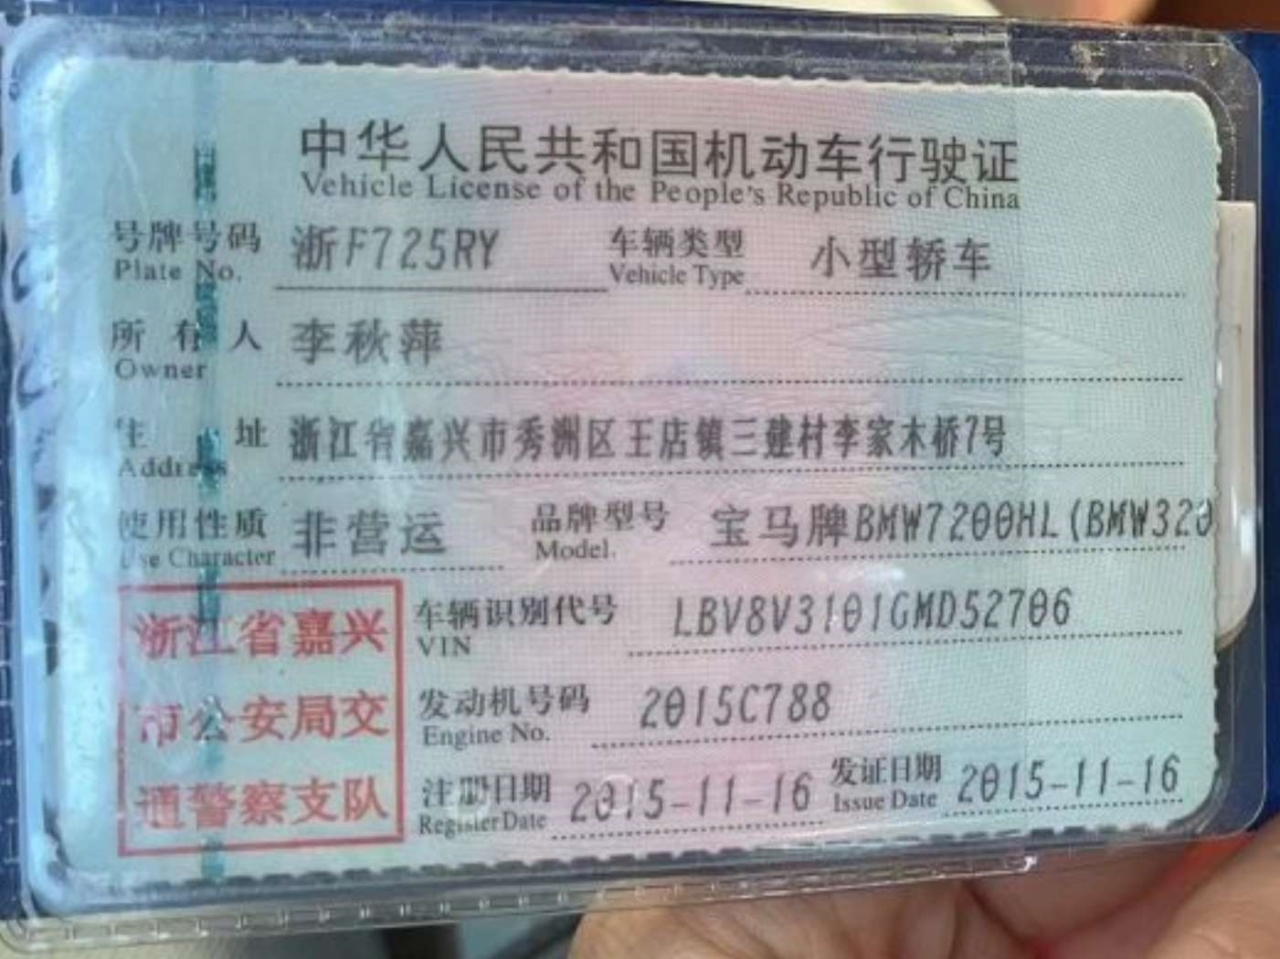 中华人民共和国机动车行驶证
Vehicle License of the People's Republic of China
号牌号码 浙F725RY 车辆类型 小型轿车
Plate No. Vehicle Type
所有人 李秋萍
Owner
住址 浙江省嘉兴市秀洲区王店镇三建村李家木桥7号
Address
使用性质 非营运 品牌型号 宝马牌BMW7200HL(BMW320
Use Character Model
浙江省嘉兴
市公安局交
通警察支队
车辆识别代号 LBV8V3101GMD52706
VIN
发动机号码 2015C788
Engine No.
注册日期 2015-11-16 发证日期 2015-11-16
Register Date Issue Date